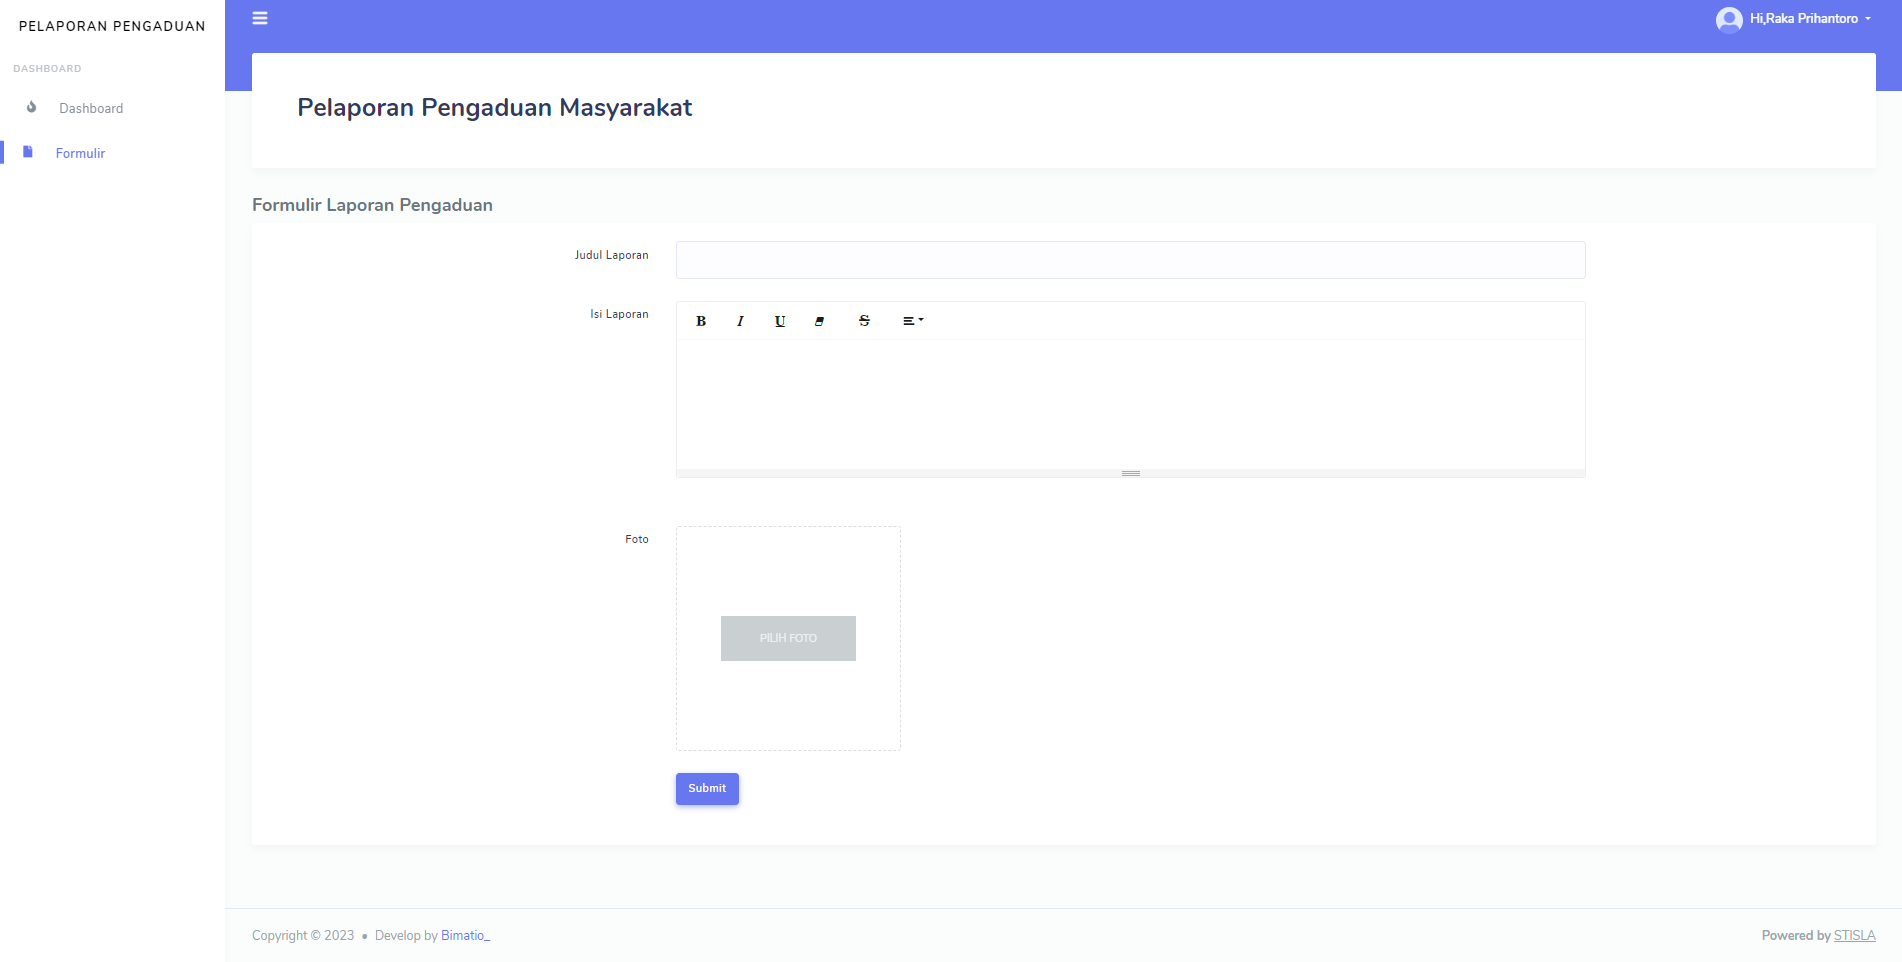 PELAPORAN PENGADUAN
Hi,Raka Prihantoro
DASHBOARD
Dashboard
Formulir
Pelaporan Pengaduan Masyarakat
Formulir Laporan Pengaduan
Judul Laporan
Isi Laporan
B I U S
Foto
PILIH FOTO
Submit
Copyright © 2023 • Develop by Bimatio_
Powered by STISLA